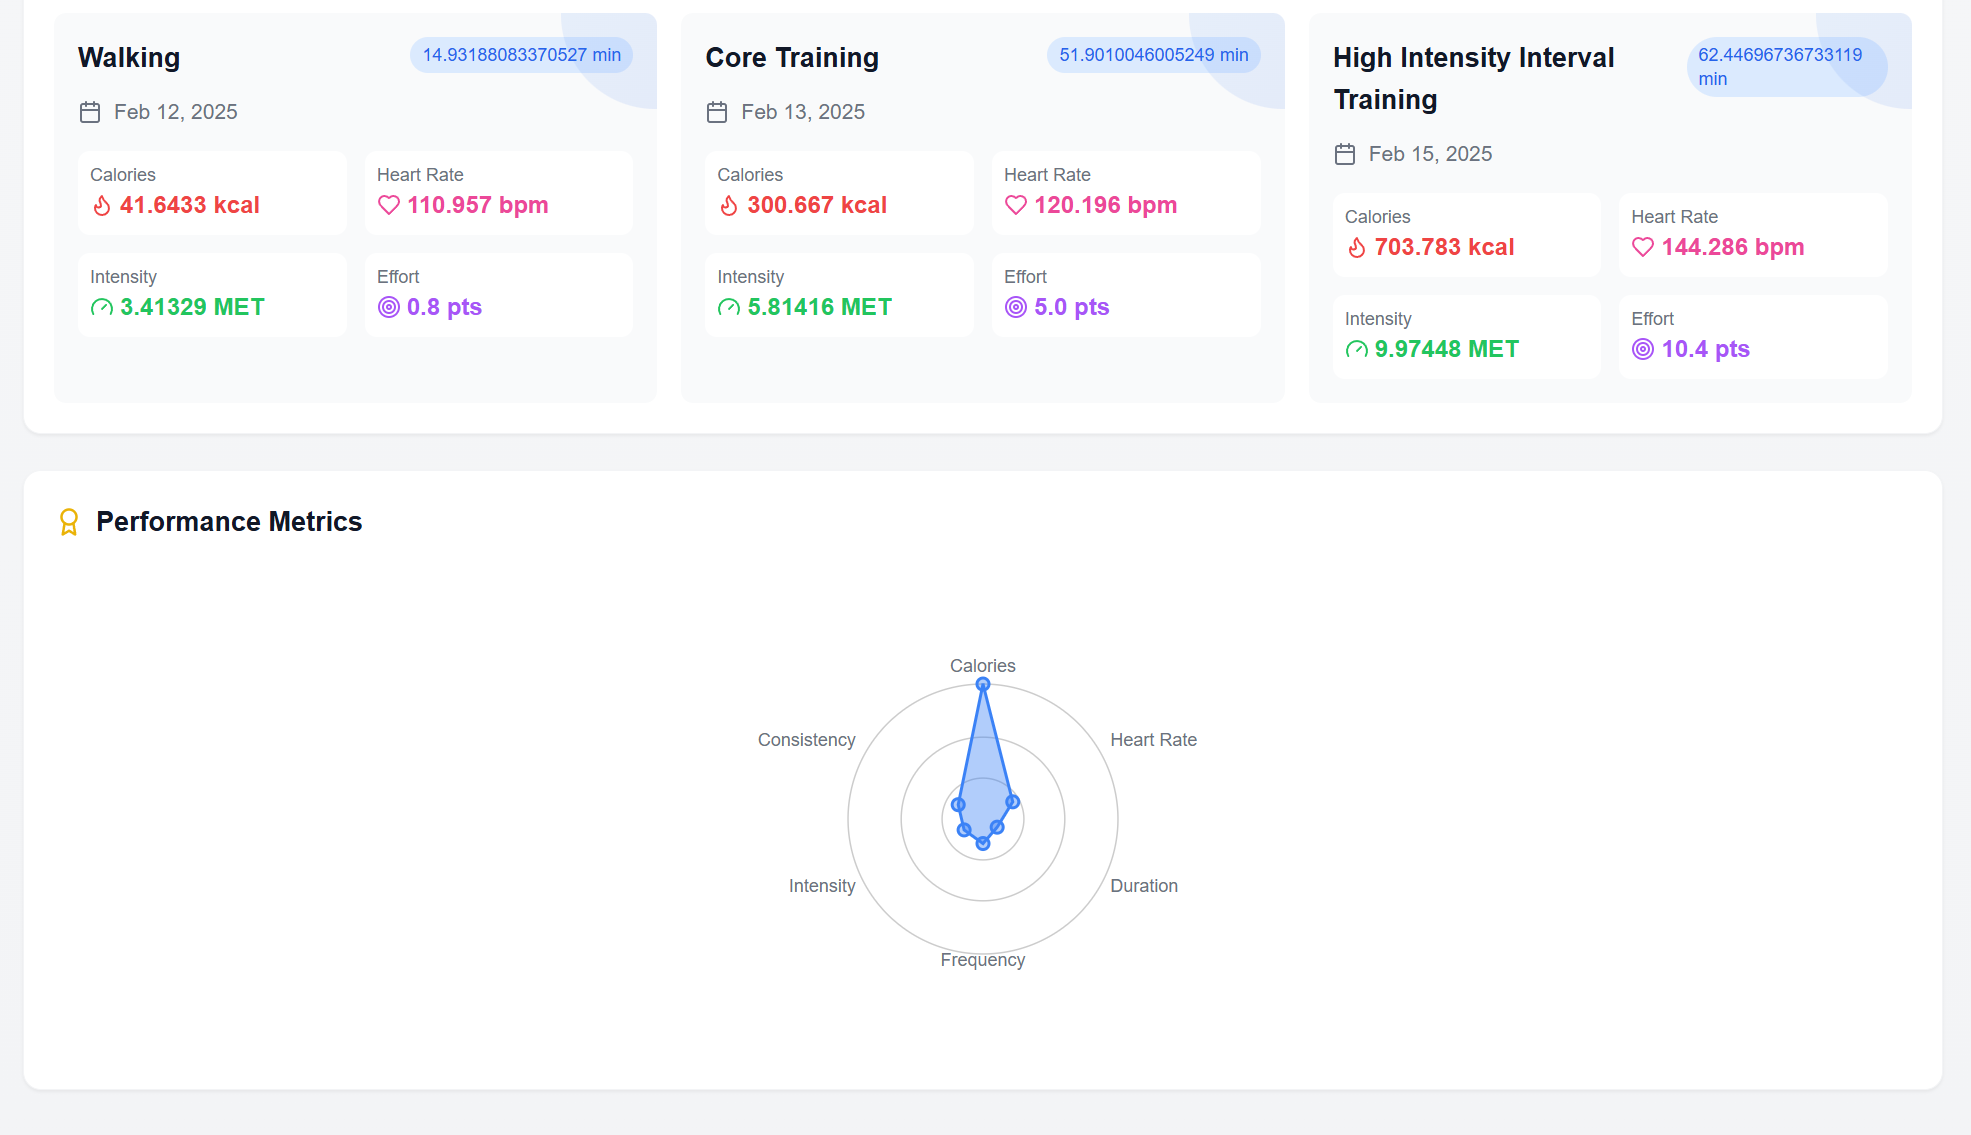 Walking
14.93188083370527 min
Feb 12, 2025
Calories
41.6433 kcal
Heart Rate
110.957 bpm
Intensity
3.41329 MET
Effort
0.8 pts
Core Training
51.9010046005249 min
Feb 13, 2025
Calories
300.667 kcal
Heart Rate
120.196 bpm
Intensity
5.81416 MET
Effort
5.0 pts
High Intensity Interval
Training
62.44696736733119
min
Feb 15, 2025
Calories
703.783 kcal
Heart Rate
144.286 bpm
Intensity
9.97448 MET
Effort
10.4 pts
Performance Metrics
Calories
Consistency
Heart Rate
Intensity
Duration
Frequency